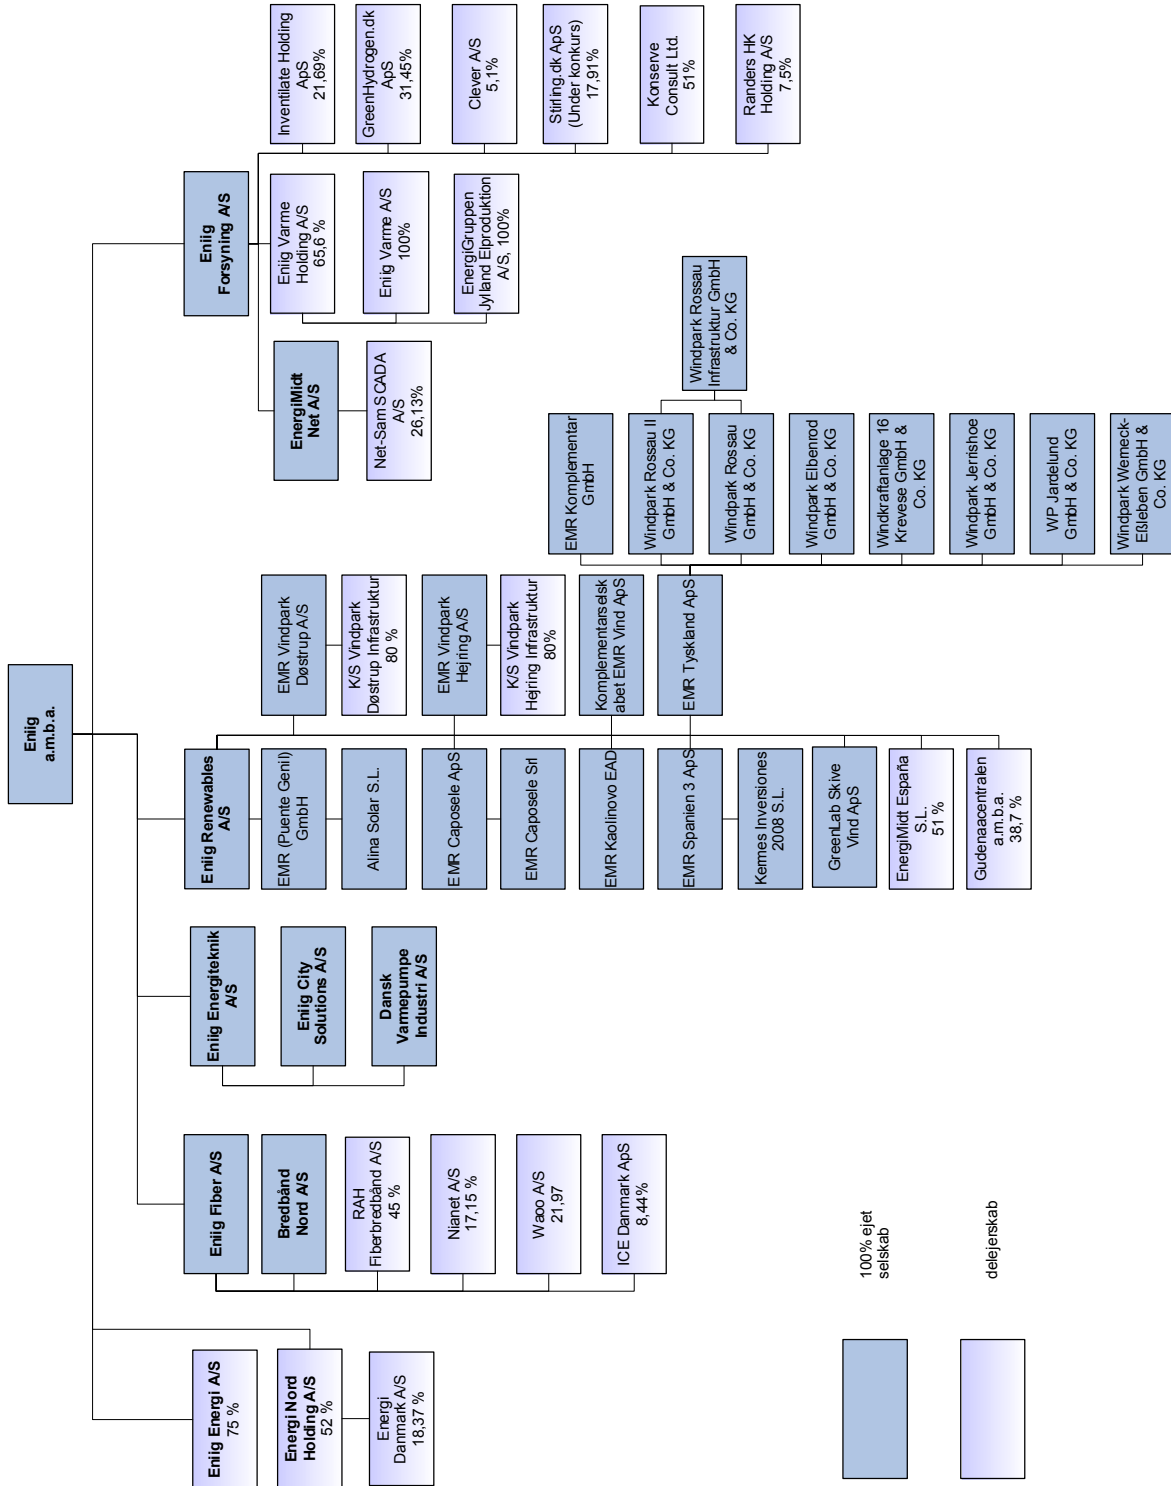 Eniig
a.m.b.a.
Eniig Energi A/S
75 %
Energi Nord
Holding A/S
52 %
Energi
Danmark A/S
18,37 %
Eniig Fiber A/S
Bredbånd
Nord A/S
RAH
Fiberbredbånd A/S
45 %
Nianet A/S
17,15 %
Waoo A/S
21,97
ICE Danmark ApS
8,44%
Eniig Energiteknik
A/S
Eniig City
Solutions A/S
Dansk
Varmepumpe
Industri A/S
Eniig Renewables
A/S
EMR (Puente Genil)
GmbH
Alina Solar S.L.
EMR Caposele ApS
EMR Caposele Srl
EMR Kaolinovo EAD
EMR Spanien 3 ApS
Kermes Inversiones
2008 S.L.
GreenLab Skive
Vind ApS
EnergiMidt España
S.L.
51 %
Gudenaacentralen
a.m.b.a.
38,7 %
EMR Vindpark
Døstrup A/S
K/S Vindpark
Døstrup Infrastruktur
80 %
EMR Vindpark
Hejring A/S
K/S Vindpark
Hejring Infrastruktur
80%
Komplementarselsk
abet EMR Vind ApS
EMR Tyskland ApS
EMR Komplementar
GmbH
Windpark Rossau II
GmbH & Co. KG
Windpark Rossau
GmbH & Co. KG
Windpark Elbenrod
GmbH & Co. KG
Windkraftanlage 16
Krevese GmbH &
Co. KG
Windpark Jerrishoe
GmbH & Co. KG
WP Jardelund
GmbH & Co. KG
Windpark Werneck-
Eßleben GmbH &
Co. KG
Windpark Rossau
Infrastruktur GmbH
& Co. KG
Eniig
Forsyning A/S
EnergiMidt
Net A/S
Net-Sam SCADA
A/S
26,13%
Eniig Varme
Holding A/S
65,6 %
Eniig Varme A/S
100%
EnergiGruppen
Jylland Elproduktion
A/S, 100%
Inventilate Holding
ApS
21,69%
GreenHydrogen.dk
ApS
31,45%
Clever A/S
5,1%
Stirling.dk ApS
(Under konkurs)
17,91%
Konserve
Consult Ltd.
51%
Randers HK
Holding A/S
7,5%
100% ejet
selskab
delejerskab